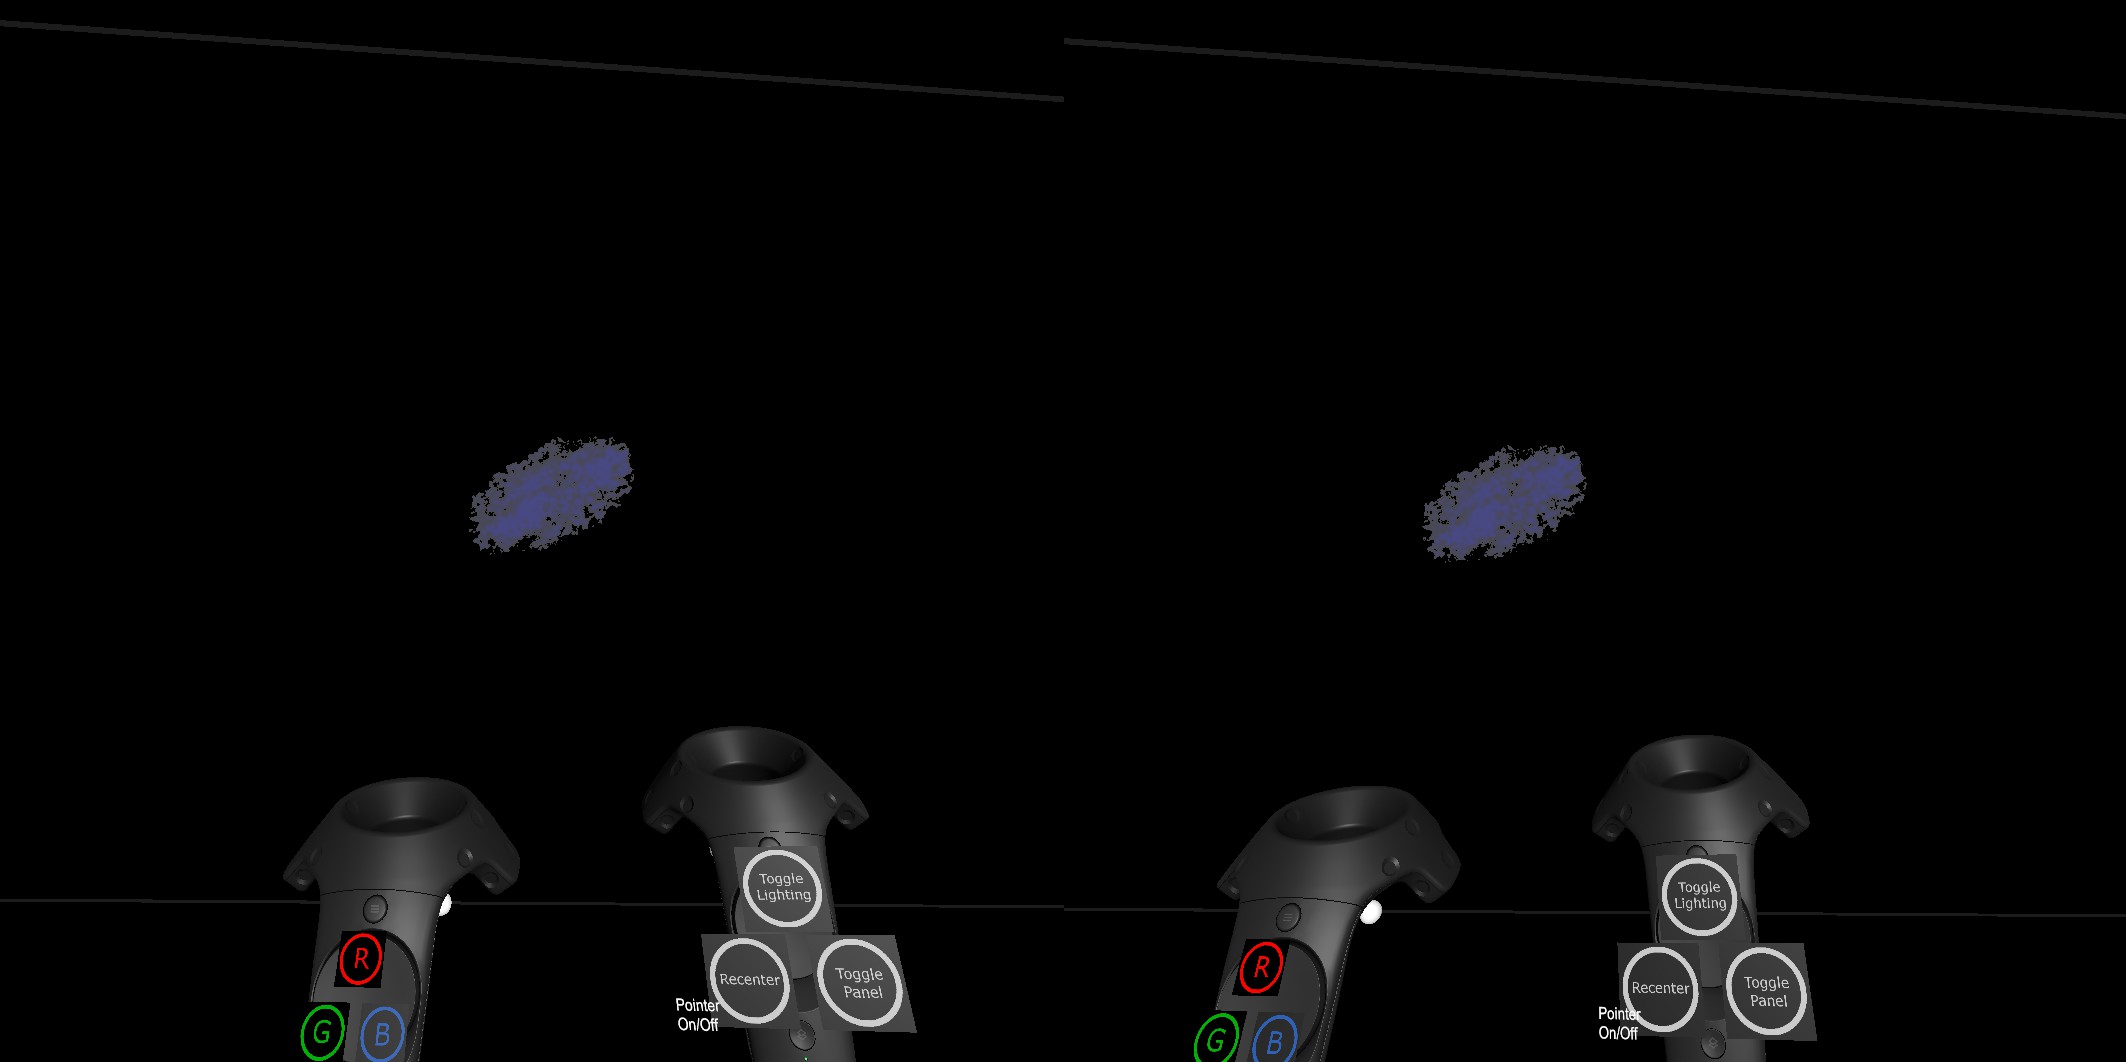 Toggle
Lighting
R
Recenter
Toggle
Panel
Pointer
On/Off
G
B
Toggle
Lighting
R
Recenter
Toggle
Panel
Pointer
On/Off
G
B